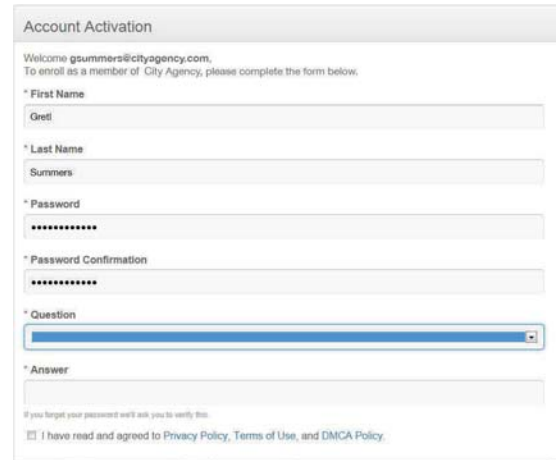 Account Activation
Welcome gsummers@cityagency.com,
To enroll as a member of City Agency, please complete the form below.
* First Name
Gretl
* Last Name
Summers
* Password
••••••••••••
* Password Confirmation
••••••••••••
* Question
* Answer
If you forget your password we'll ask you to verify this.
I have read and agreed to Privacy Policy, Terms of Use, and DMCA Policy.